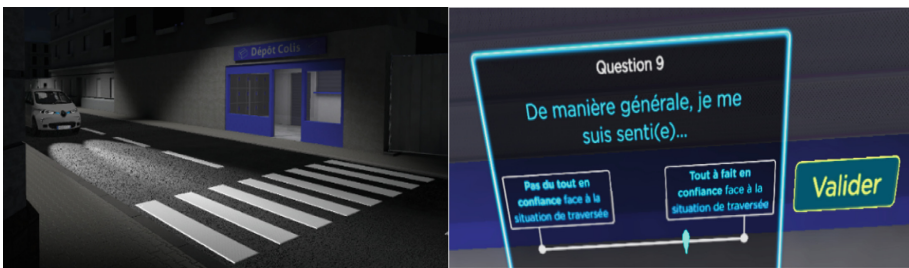 Dépôt Colis
Question 9
De manière générale, je me
suis senti(e)...
Pas du tout en
confiance face à la
situation de traversée
Tout à fait en
confiance face à la
situation de traversée
Valider